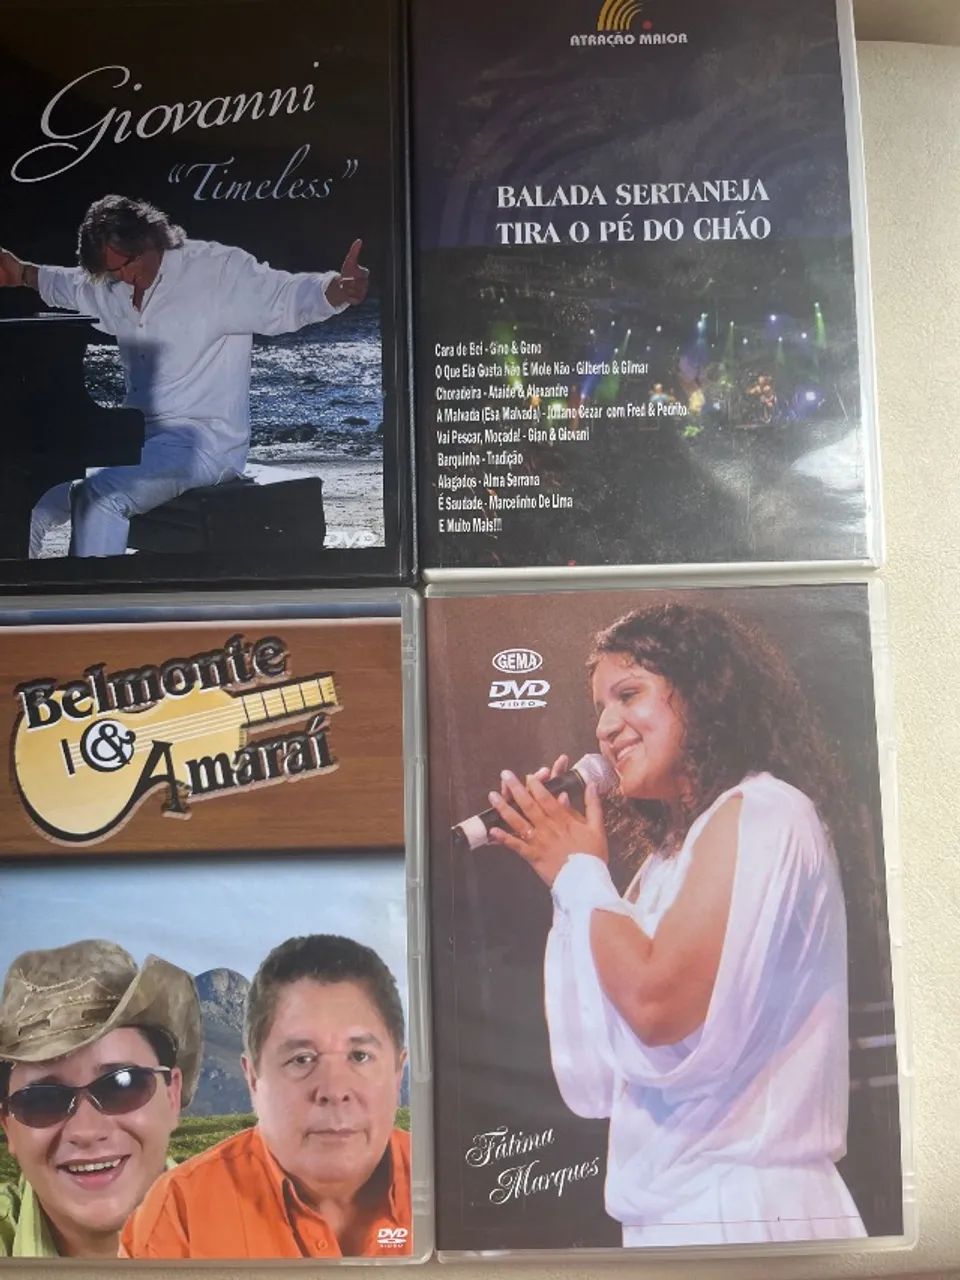 Giovanni
"Timeless"
DVD
ATRAÇÃO MAIOR
BALADA SERTANEJA
TIRA O PÉ DO CHÃO
Cara de Boi - Gino & Geno
O Que Ela Gosta Não É Mole Não - Gilberto & Gilmar
Choradeira - Ataíde & Alexandre
A Malvada (Esa Malvada) - Juliano Cezar com Fred & Pedrito
Vai Pescar, Moçada! - Gian & Giovani
Barquinho - Tradição
Alagados - Alma Serrana
É Saudade - Marcelinho De Lima
E Muito Mais!!!
Belmonte
& Amaraí
DVD
VIDEO
GEMA
DVD
VIDEO
Fátima
Marques